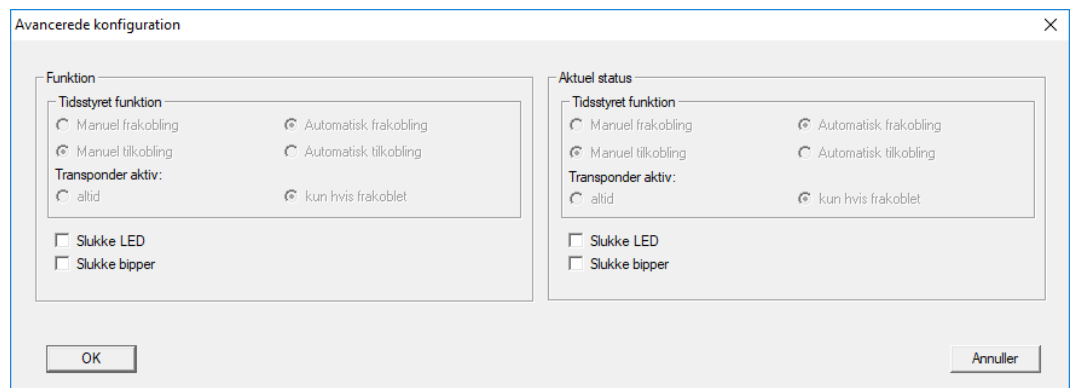 Avancerede konfiguration
Funktion
Tidsstyret funktion
Manuel frakobling Automatisk frakobling
Manuel tilkobling Automatisk tilkobling
Transponder aktiv:
altid kun hvis frakoblet
Slukke LED
Slukke bipper
Aktuel status
Tidsstyret funktion
Manuel frakobling Automatisk frakobling
Manuel tilkobling Automatisk tilkobling
Transponder aktiv:
altid kun hvis frakoblet
Slukke LED
Slukke bipper
OK Annuller